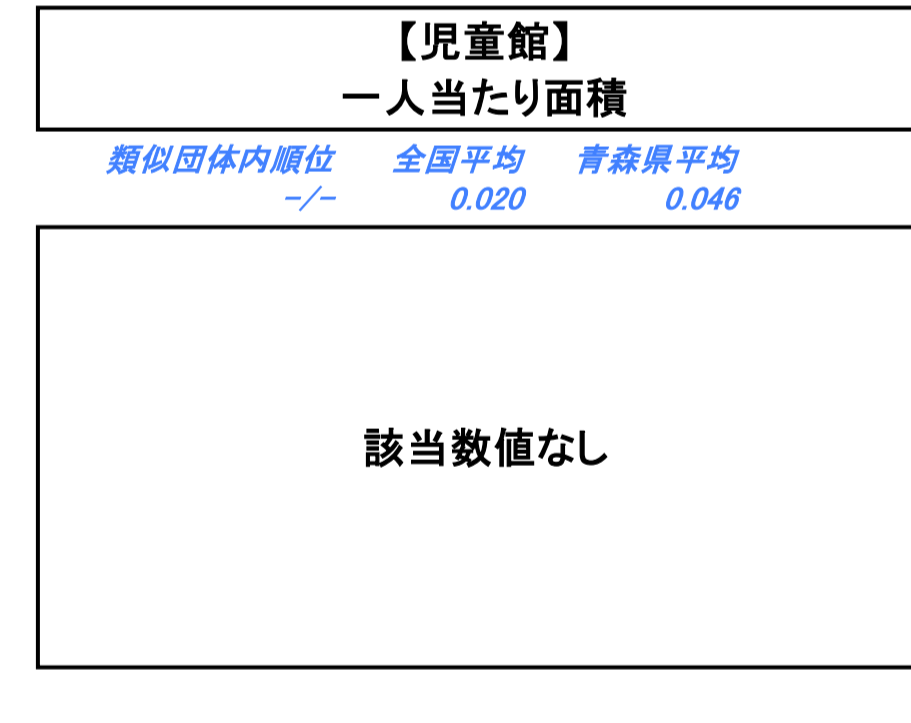 【児童館】
一人当たり面積
類似団体内順位 全国平均 青森県平均
-/- 0.020 0.046
該当数値なし